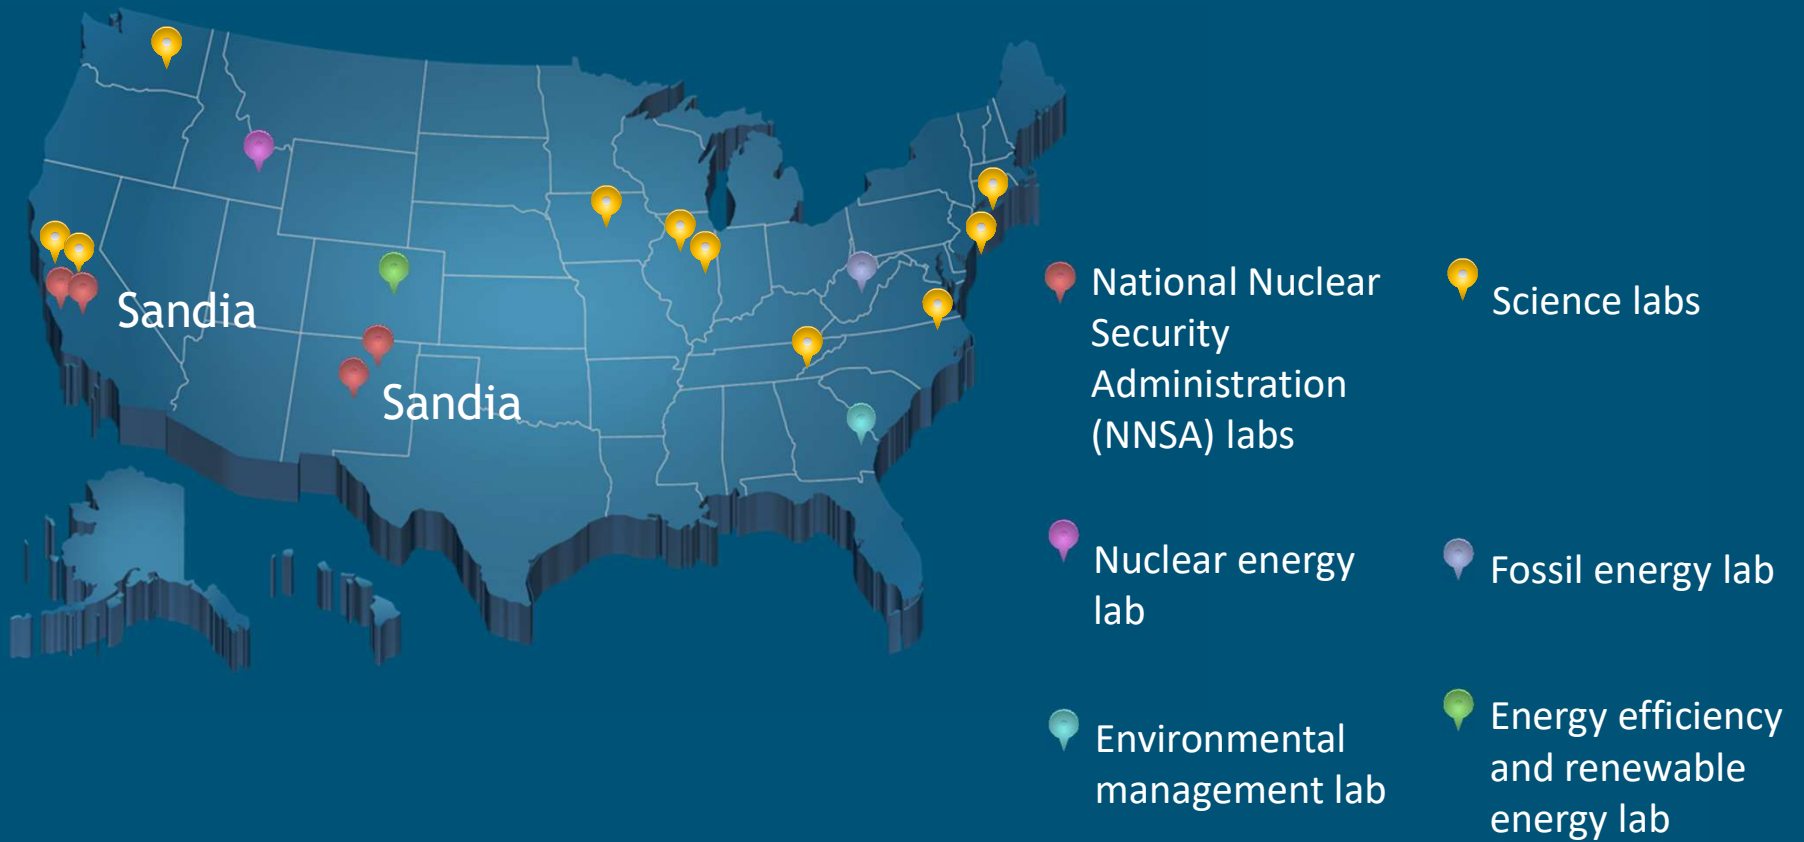 Sandia
Sandia
National Nuclear
Security
Administration
(NNSA) labs
Science labs
Nuclear energy
lab
Fossil energy lab
Environmental
management lab
Energy efficiency
and renewable
energy lab